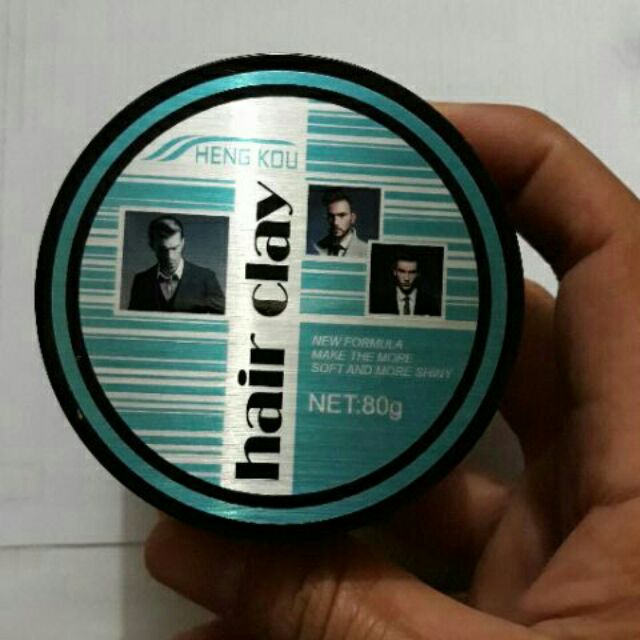 HENG KOU
hair clay
NEW FORMULA
MAKE THE MORE
SOFT AND MORE SHINY
NET:80g